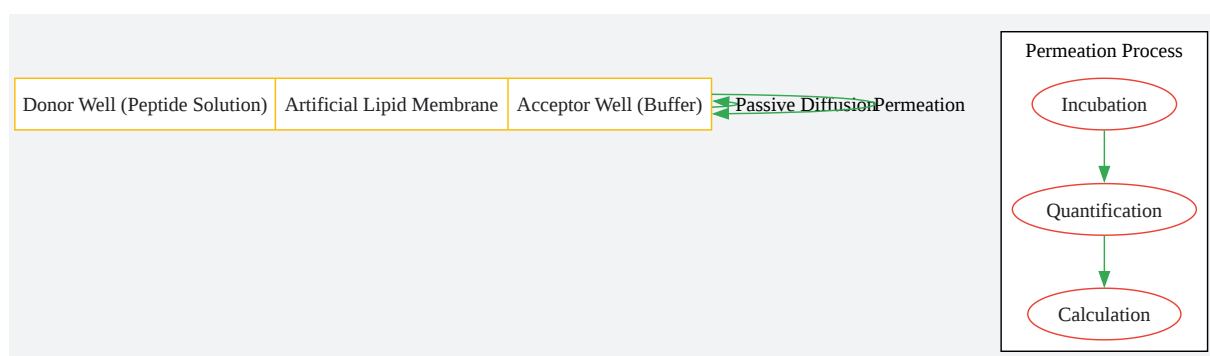 Permeation Process
Donor Well (Peptide Solution) Artificial Lipid Membrane Acceptor Well (Buffer) Passive Diffusion Permeation
Incubation
Quantification
Calculation